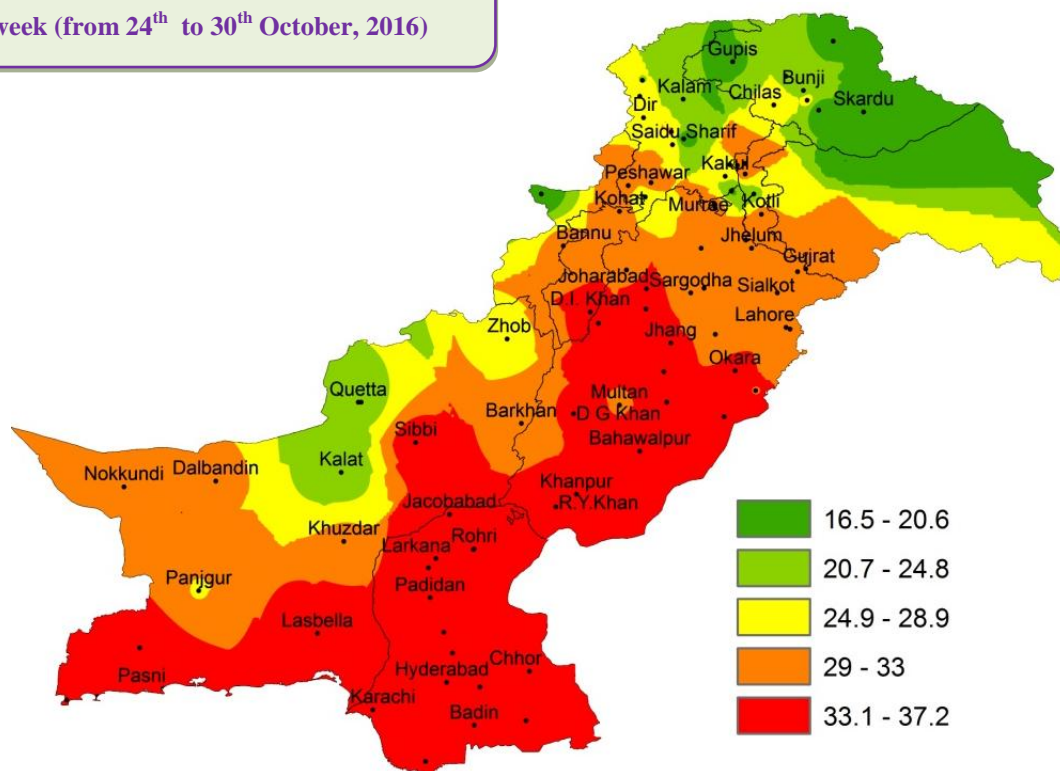 week (from 24th to 30th October, 2016)
Gupis
Bunji
Kalam
Chilas
Skardu
Dir
Saidu Sharif
Kakul
Peshawar
Kohat
Murree
Kotli
Bannu
Jhelum
Gujrat
Joharabad
Sargodha
Sialkot
D.I. Khan
Lahore
Zhob
Jhang
Okara
Quetta
Multan
Barkhan
D G Khan
Sibbi
Bahawalpur
Kalat
Dalbandin
Nokkundi
Khanpur
R.Y.Khan
Jacobabad
Khuzdar
Rohri
Larkana
Panjgur
Padidan
Lasbella
Chhor
Pasni
Hyderabad
Karachi
Badin
16.5 - 20.6
20.7 - 24.8
24.9 - 28.9
29 - 33
33.1 - 37.2